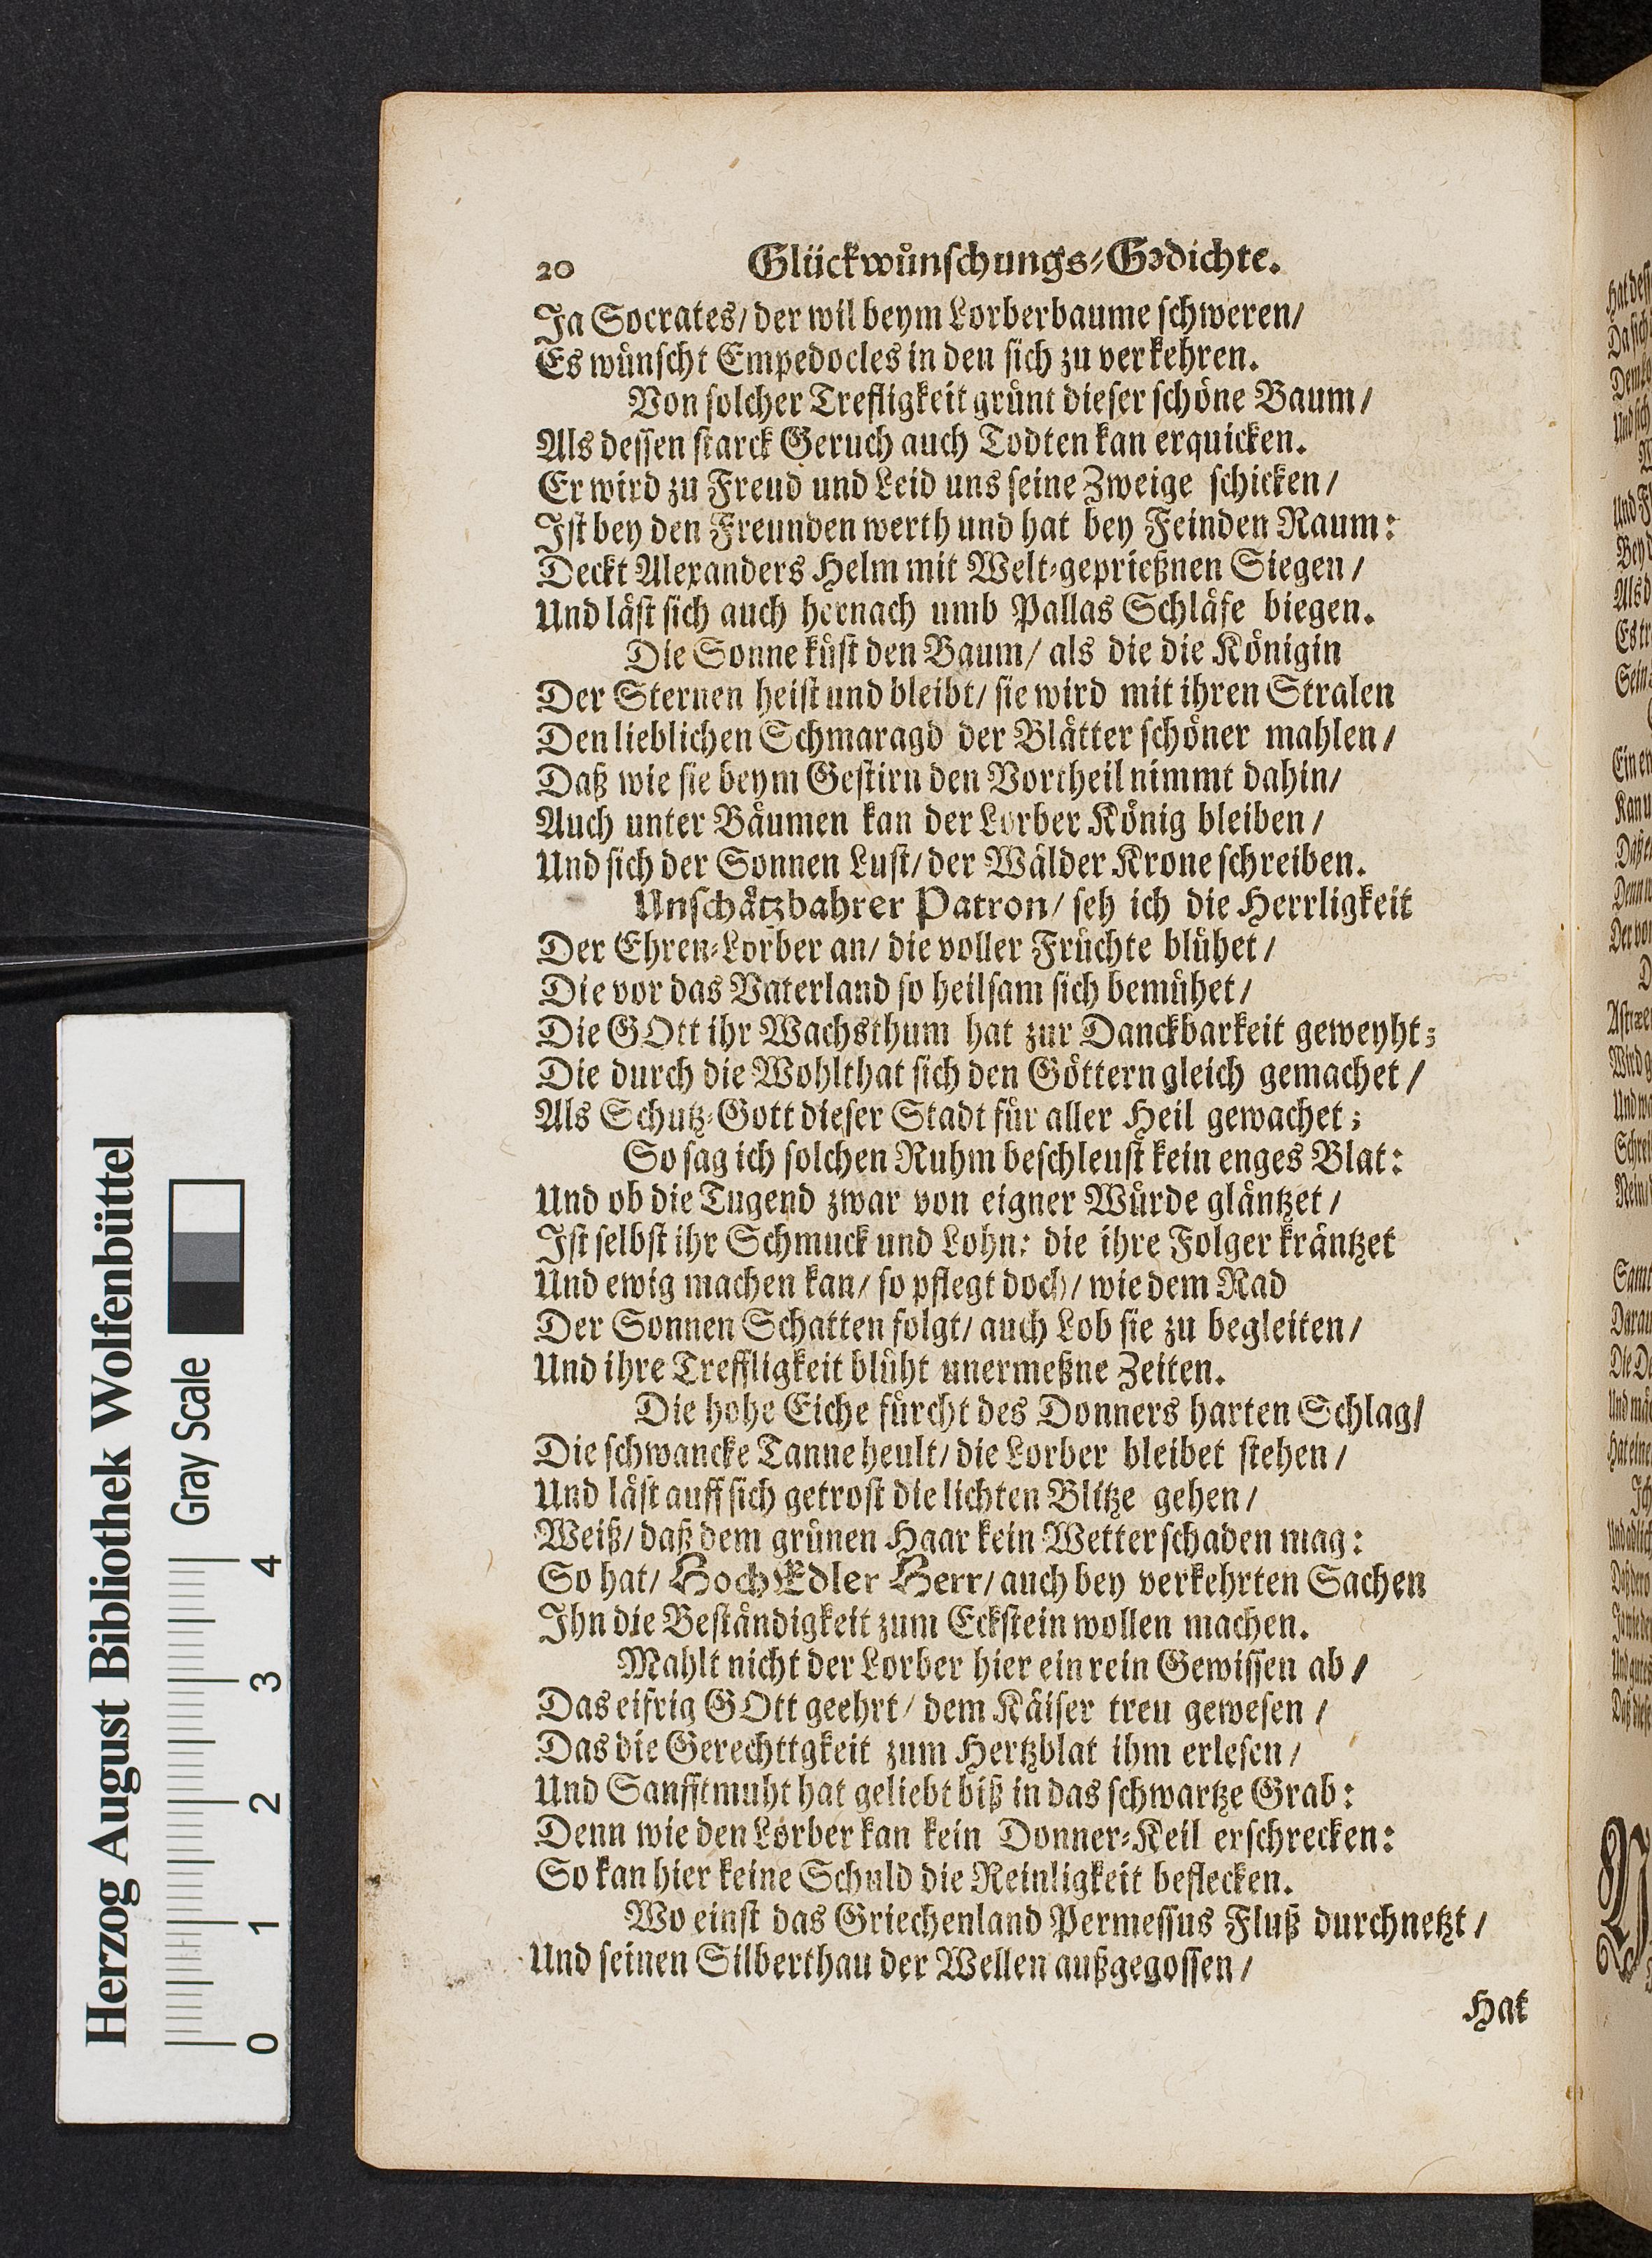 20 Glückwünſchungs⸗Gedichte.
Ja Socrates/ der wil beym Lorberbaume ſchweren/
Es wünſcht Empedocles in den ſich zu verkehren.
Von ſolcher Trefligkeit grünt dieſer ſchöne Baum/
Als deſſen ſtarck Geruch auch Todten kan erquicken.
Er wird zu Freud und Leid uns ſeine Zweige ſchicken/
Iſt bey den Freunden werth und hat bey Feinden Raum:
Deckt Alexanders Helm mit Welt⸗geprießnen Siegen/
Und läſt ſich auch hernach umb Pallas Schläfe biegen.
Die Sonne küſt den Baum/ als die die Königin
Der Sternen heiſt und bleibt/ ſie wird mit ihren Stralen
Den lieblichen Schmaragd der Blätter ſchöner mahlen/
Daß wie ſie beym Geſtirn den Vortheil nimmt dahin/
Auch unter Bäumen kan der Lorber König bleiben/
Und ſich der Sonnen Luſt/ der Wälder Krone ſchreiben.
Unſchätzbahrer Patron/ ſeh ich die Herrligkeit
Der Ehren⸗Lorber an/ die voller Früchte blühet/
Die vor das Vaterland ſo heilſam ſich bemühet/
Die GOtt ihr Wachsthum hat zur Danckbarkeit geweyht;
Die durch die Wohlthat ſich den Göttern gleich gemachet/
Als Schutz⸗Gott dieſer Stadt für aller Heil gewachet;
So ſag ich ſolchen Ruhm beſchleuſt kein enges Blat:
Und ob die Tugend zwar von eigner Würde gläntzet/
Iſt ſelbſt ihr Schmuck und Lohn: die ihre Folger kräntzet
Und ewig machen kan/ ſo pflegt doch/ wie dem Rad
Der Sonnen Schatten folgt/ auch Lob ſie zu begleiten/
Und ihre Treffligkeit blüht unermeßne Zeiten.
Die hohe Eiche fürcht des Donners harten Schlag/
Die ſchwancke Tanne heult/ die Lorber bleibet ſtehen/
Und läſt auff ſich getroſt die lichten Blitze gehen/
Weiß/ daß dem grünen Haar kein Wetter ſchaden mag:
So hat/ HochEdler Herr/ auch bey verkehrten Sachen
Ihn die Beſtändigkeit zum Eckſtein wollen machen.
Mahlt nicht der Lorber hier ein rein Gewiſſen ab/
Das eifrig GOtt geehrt/ dem Käiſer treu geweſen/
Das die Gerechttgkeit zum Hertzblat ihm erleſen/
Und Sanfftmuht hat geliebt biß in das ſchwartze Grab:
Denn wie den Lorber kan kein Donner⸗Keil erſchrecken:
So kan hier keine Schuld die Reinligkeit beflecken.
Wo einſt das Griechenland Permeſſus Fluß durchnetzt/
Und ſeinen Silberthau der Wellen außgegoſſen/
Hat
Herzog August Bibliothek Wolfenbüttel
Gray Scale
0 1 2 3 4